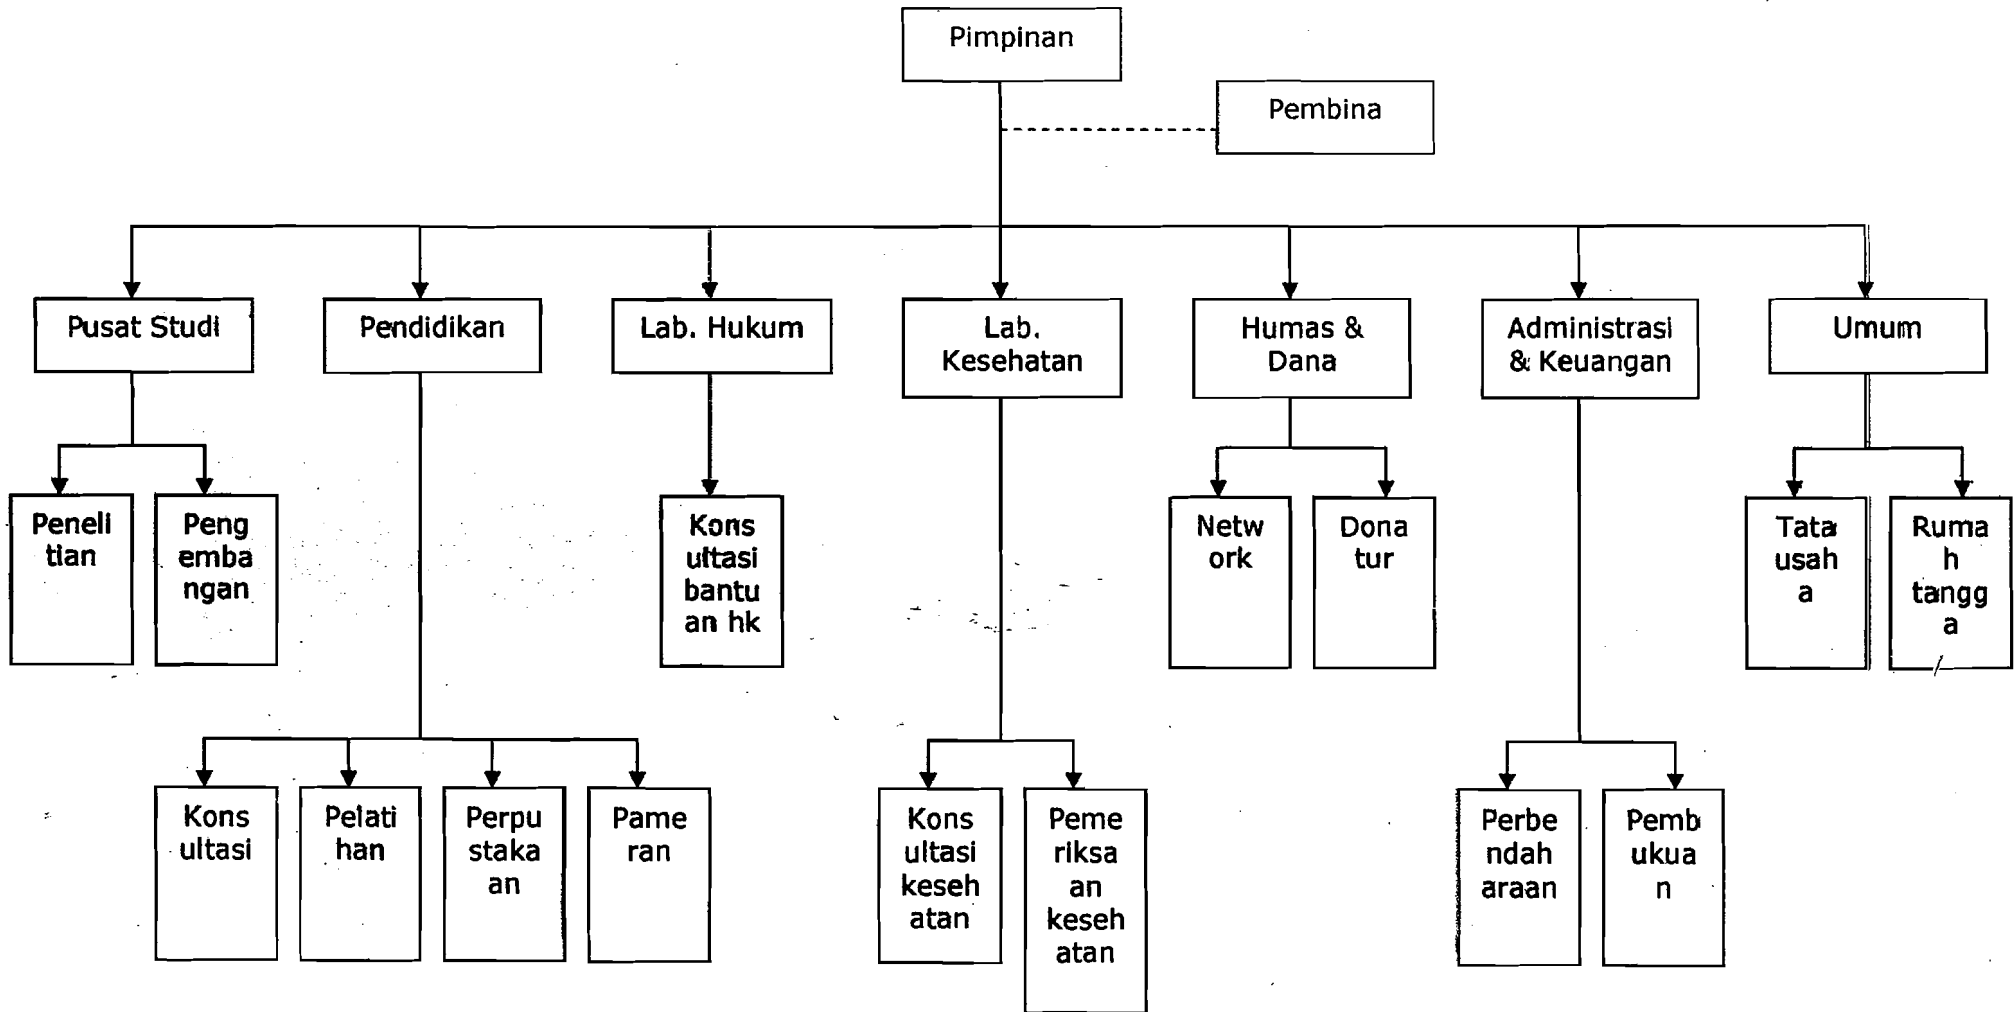 Pimpinan
Pembina
Pusat Studi
Pendidikan
Lab. Hukum
Lab.
Kesehatan
Humas &
Dana
Administrasi
& Keuangan
Umum
Peneli
tian
Peng
emba
ngan
Kons
ultasi
bantu
an hk
Netw
ork
Dona
tur
Tata
usah
a
Ruma
h
tangg
a
Kons
ultasi
Pelati
han
Perpu
staka
an
Pame
ran
Kons
ultasi
keseh
atan
Peme
riksa
an
keseh
atan
Perbe
ndah
araan
Pemb
ukua
n